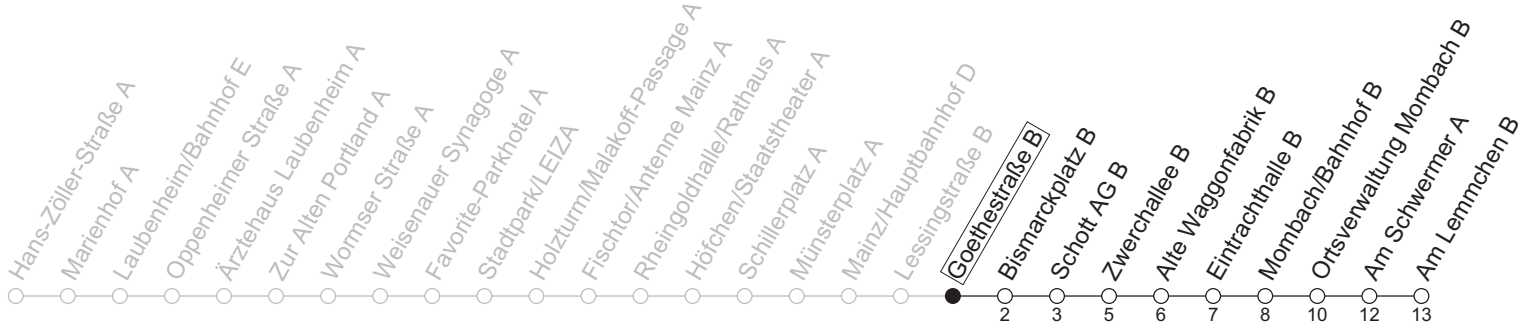 Hans-Zöller-Straße A
Marienhof A
Laubenheim/Bahnhof E
Oppenheimer Straße A
Ärztehaus Laubenheim A
Zur Alten Portland A
Wormser Straße A
Weisenauer Synagoge A
Favorite-Parkhotel A
Stadtpark/LEIZA
Holzturm/Malakoff-Passage A
Fischtor/Antenne Mainz A
Rheingoldhalle/Rathaus A
Höfchen/Staatstheater A
Schillerplatz A
Münsterplatz A
Mainz/Hauptbahnhof D
Lessingstraße B
Goethestraße B
Bismarckplatz B
Schott AG B
Zwerchallee B
Alte Waggonfabrik B
Eintrachthalle B
Mombach/Bahnhof B
Ortsverwaltung Mombach B
Am Schwermer A
Am Lemmchen B
2 3 5 6 7 8 10 12 13